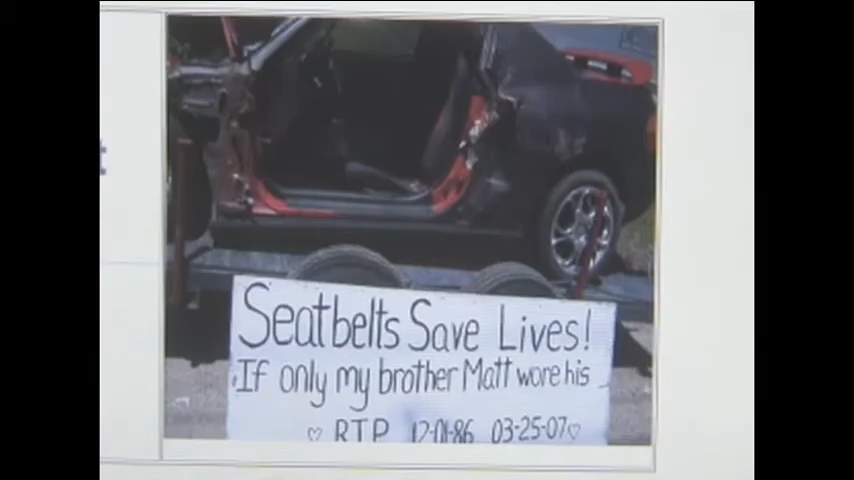 Seatbelts Save Lives!
If only my brother Matt wore his
♡ RIP 12-01-86 03-25-07♡